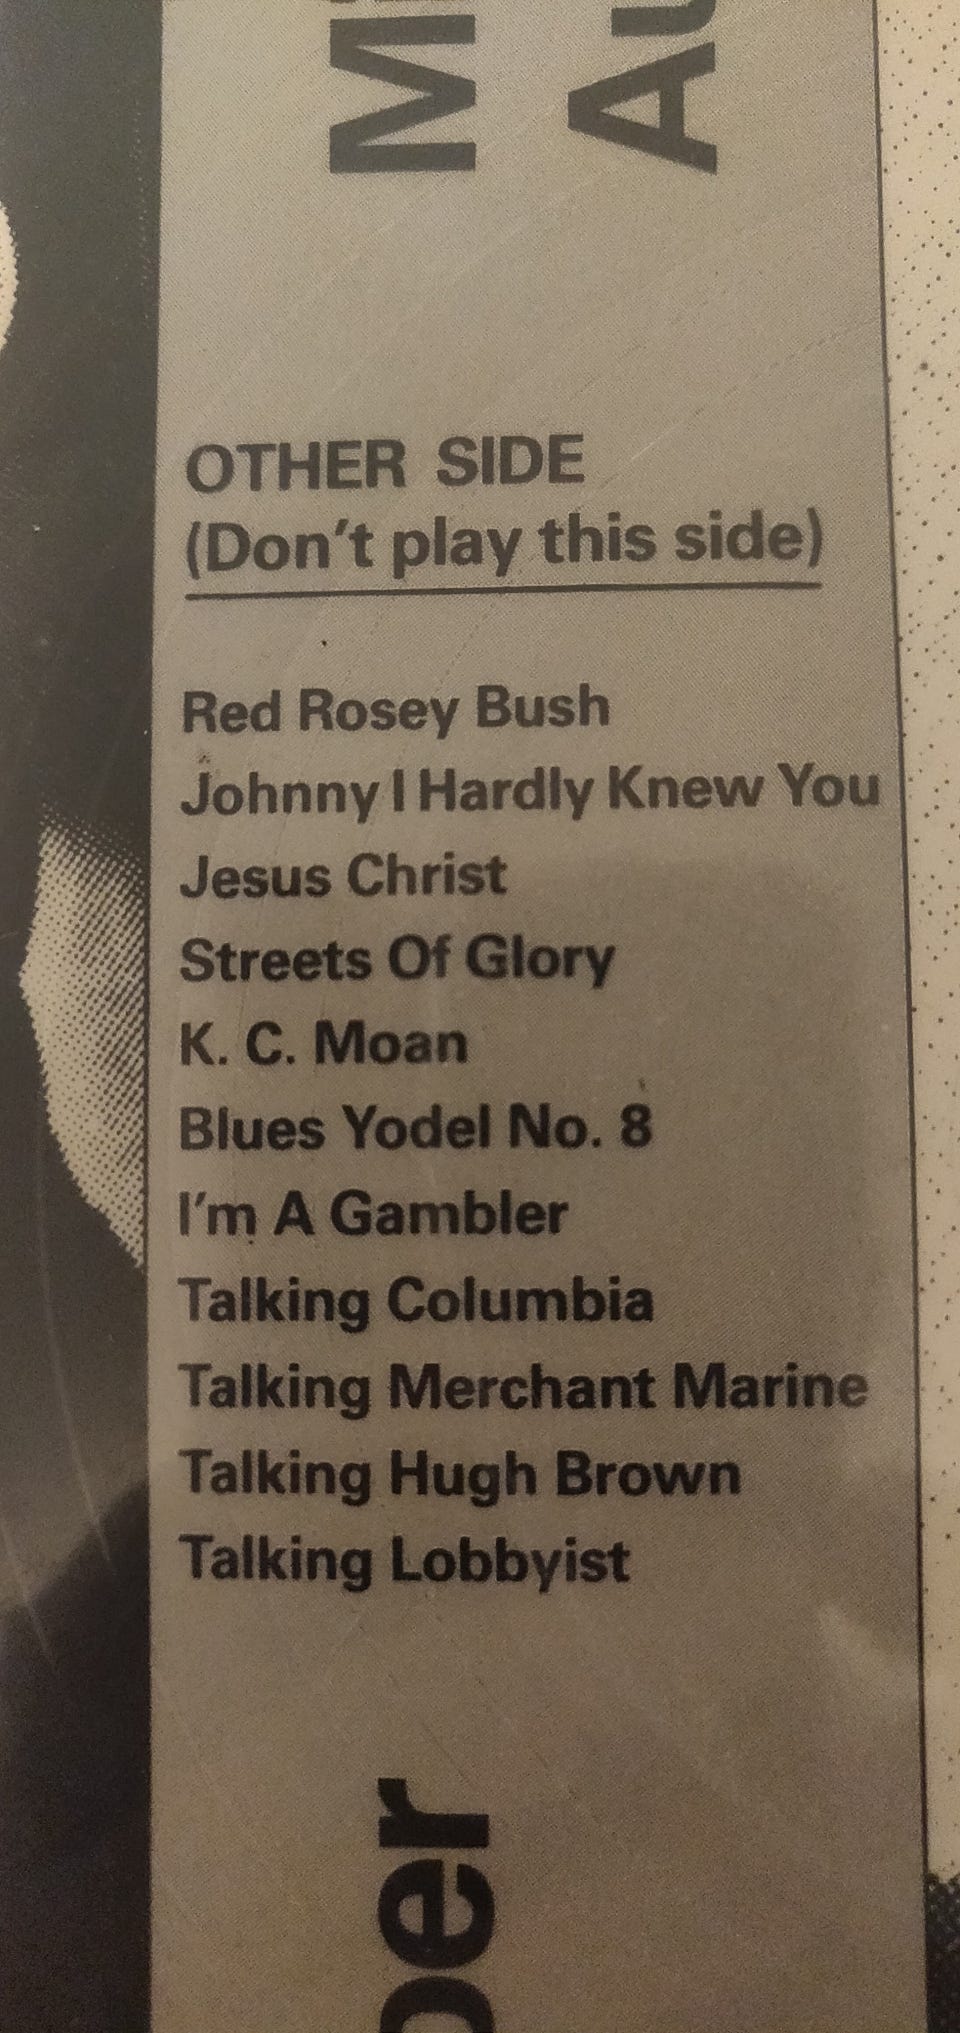 OTHER SIDE
(Don't play this side)
Red Rosey Bush
Johnny I Hardly Knew You
Jesus Christ
Streets Of Glory
K. C. Moan
Blues Yodel No. 8
I'm A Gambler
Talking Columbia
Talking Merchant Marine
Talking Hugh Brown
Talking Lobbyist